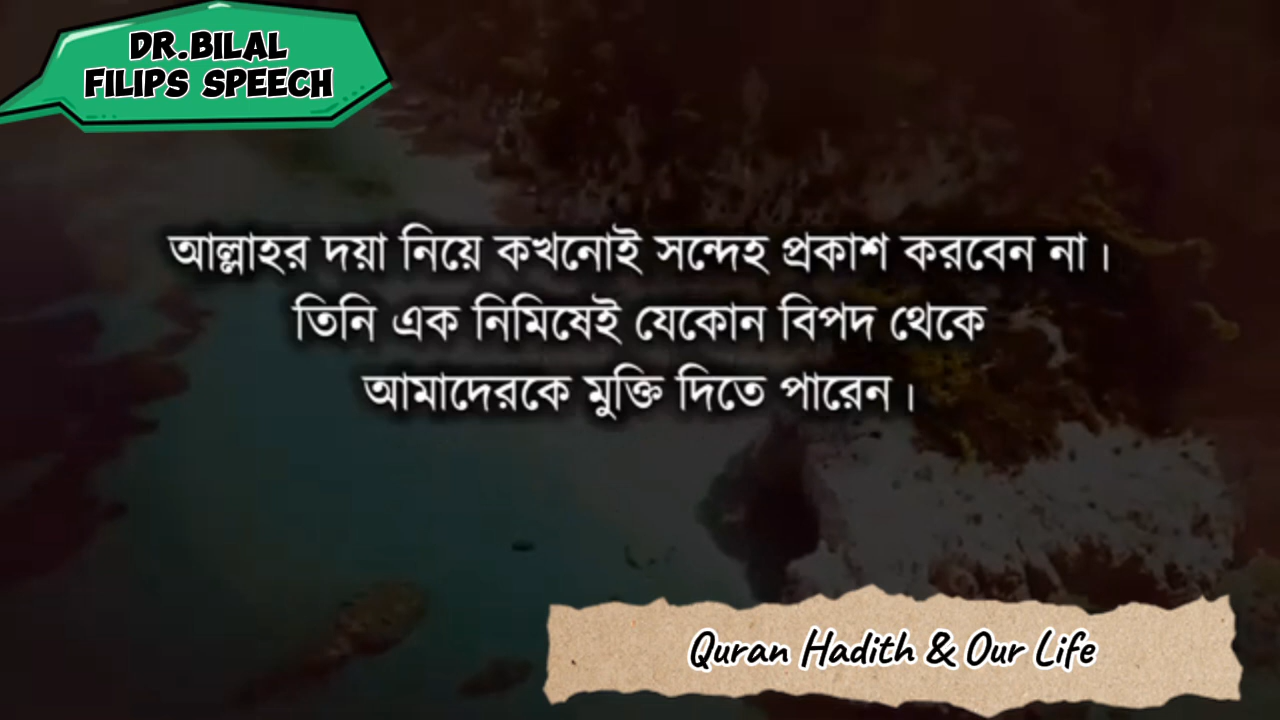 DR.BILAL
FILIPS SPEECH
আল্লাহর দয়া নিয়ে কখনোই সন্দেহ প্রকাশ করবেন না।
তিনি এক নিমিষেই যেকোন বিপদ থেকে
আমাদেরকে মুক্তি দিতে পারেন।
Quran Hadith & Our Life